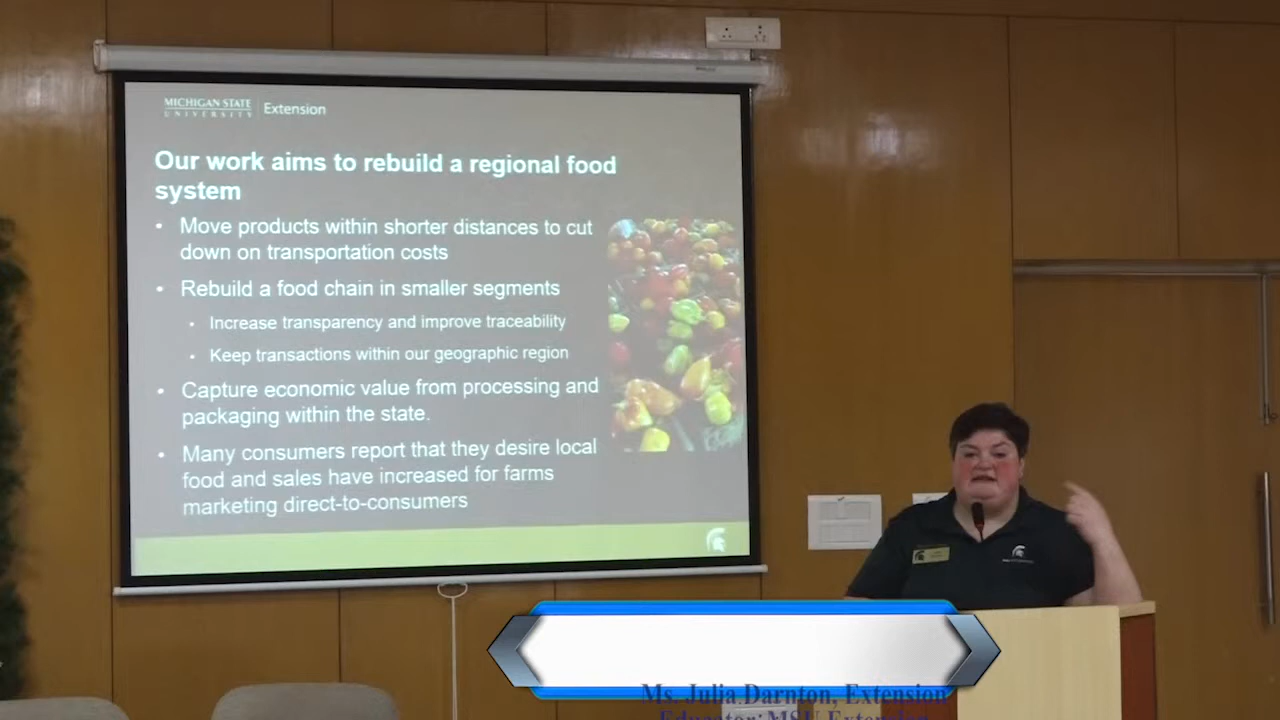 MICHIGAN STATE
UNIVERSITY
Extension
Our work aims to rebuild a regional food
system
• Move products within shorter distances to cut
down on transportation costs
• Rebuild a food chain in smaller segments
• Increase transparency and improve traceability
• Keep transactions within our geographic region
• Capture economic value from processing and
packaging within the state.
• Many consumers report that they desire local
food and sales have increased for farms
marketing direct-to-consumers
Ms. Julia Darnton, Extension
Educator; MSU Extension